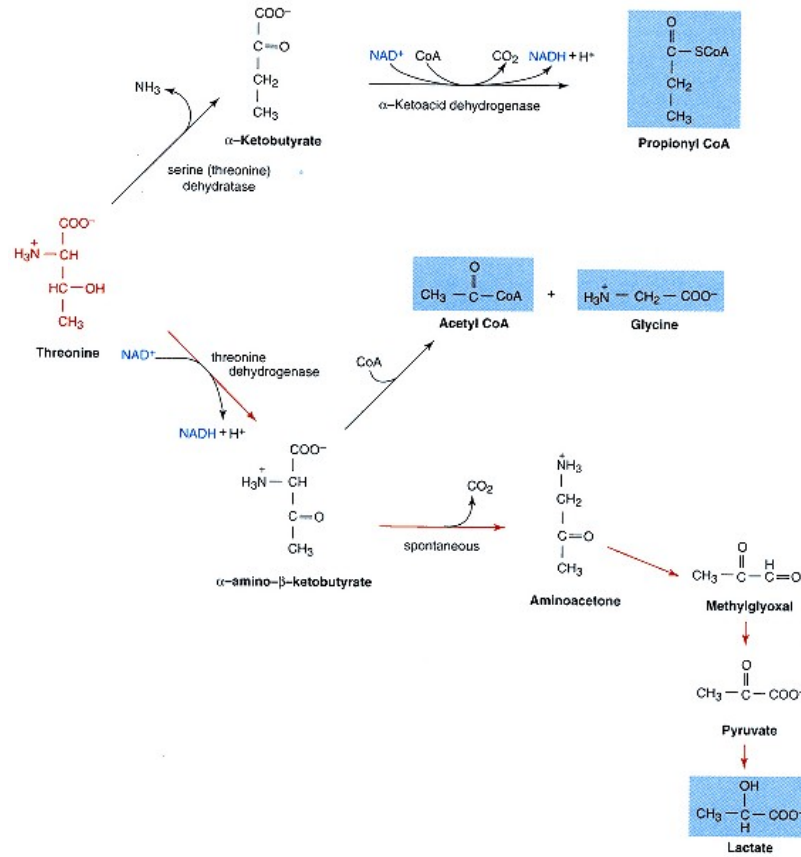 COO⁻
C=O
CH₂
CH₃
α–Ketobutyrate
NH₃
serine (threonine)
dehydratase
NAD⁺ CoA CO₂ NADH + H⁺
α-Ketoacid dehydrogenase
O
C — SCoA
CH₂
CH₃
Propionyl CoA
COO⁻
H₃N⁺ — CH
HC — OH
CH₃
Threonine
NAD⁺
threonine
dehydrogenase
NADH + H⁺
O
CH₃ — C — CoA
Acetyl CoA
+
H₃N⁺ — CH₂ — COO⁻
Glycine
CoA
COO⁻
H₃N⁺ — CH
C=O
CH₃
α–amino–β–ketobutyrate
CO₂
spontaneous
⁺NH₃
CH₂
C=O
CH₃
Aminoacetone
O H
CH₃ — C — C=O
Methylglyoxal
O
CH₃ — C — COO⁻
Pyruvate
OH
CH₃ — C — COO⁻
H
Lactate